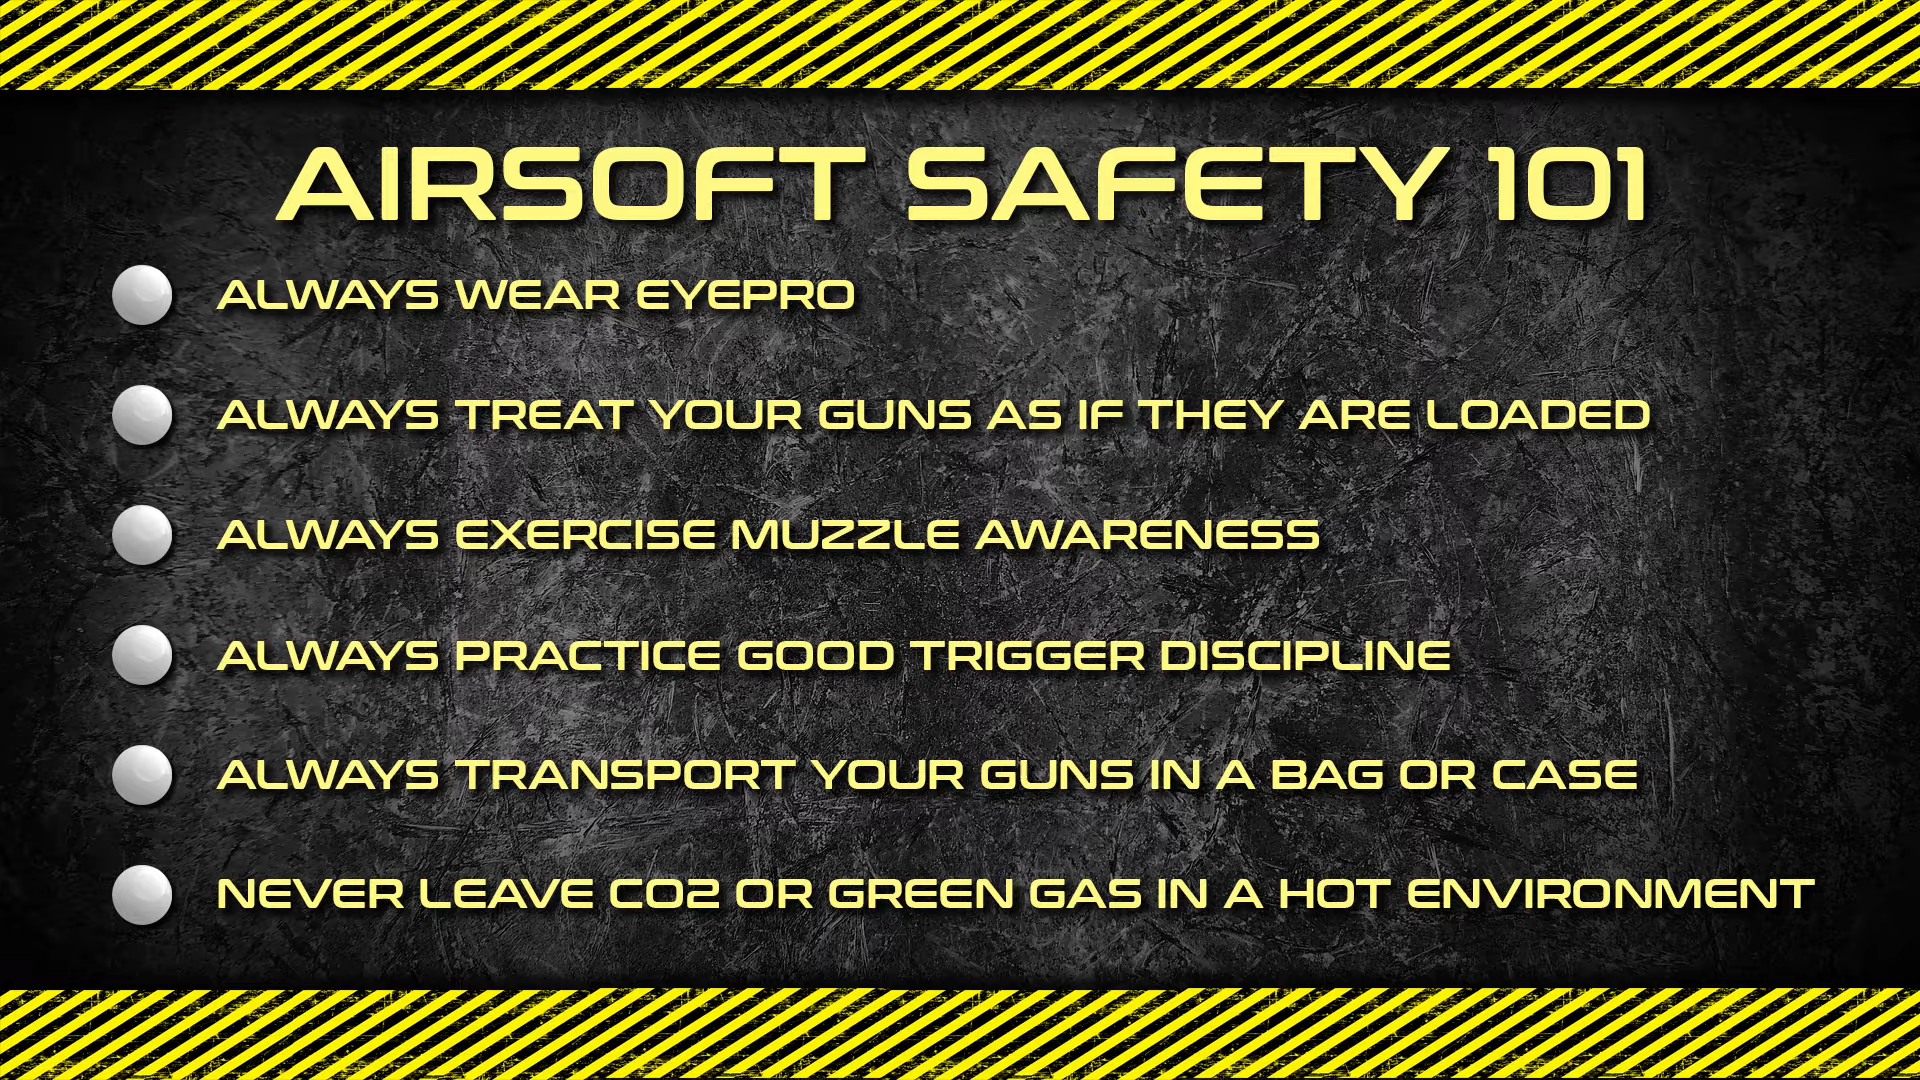 AIRSOFT SAFETY 101
ALWAYS WEAR EYEPRO
ALWAYS TREAT YOUR GUNS AS IF THEY ARE LOADED
ALWAYS EXERCISE MUZZLE AWARENESS
ALWAYS PRACTICE GOOD TRIGGER DISCIPLINE
ALWAYS TRANSPORT YOUR GUNS IN A BAG OR CASE
NEVER LEAVE CO2 OR GREEN GAS IN A HOT ENVIRONMENT